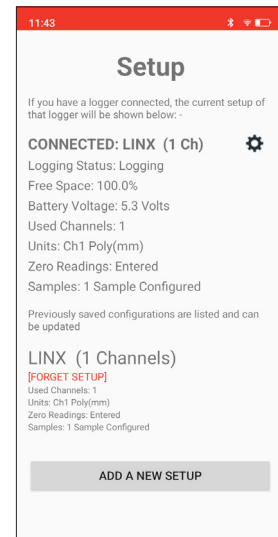 11:43
Setup
If you have a logger connected, the current setup of
that logger will be shown below: -
CONNECTED: LINX (1 Ch)
Logging Status: Logging
Free Space: 100.0%
Battery Voltage: 5.3 Volts
Used Channels: 1
Units: Ch1 Poly(mm)
Zero Readings: Entered
Samples: 1 Sample Configured
Previously saved configurations are listed and can
be updated
LINX (1 Channels)
[FORGET SETUP]
Used Channels: 1
Units: Ch1 Poly(mm)
Zero Readings: Entered
Samples: 1 Sample Configured
ADD A NEW SETUP